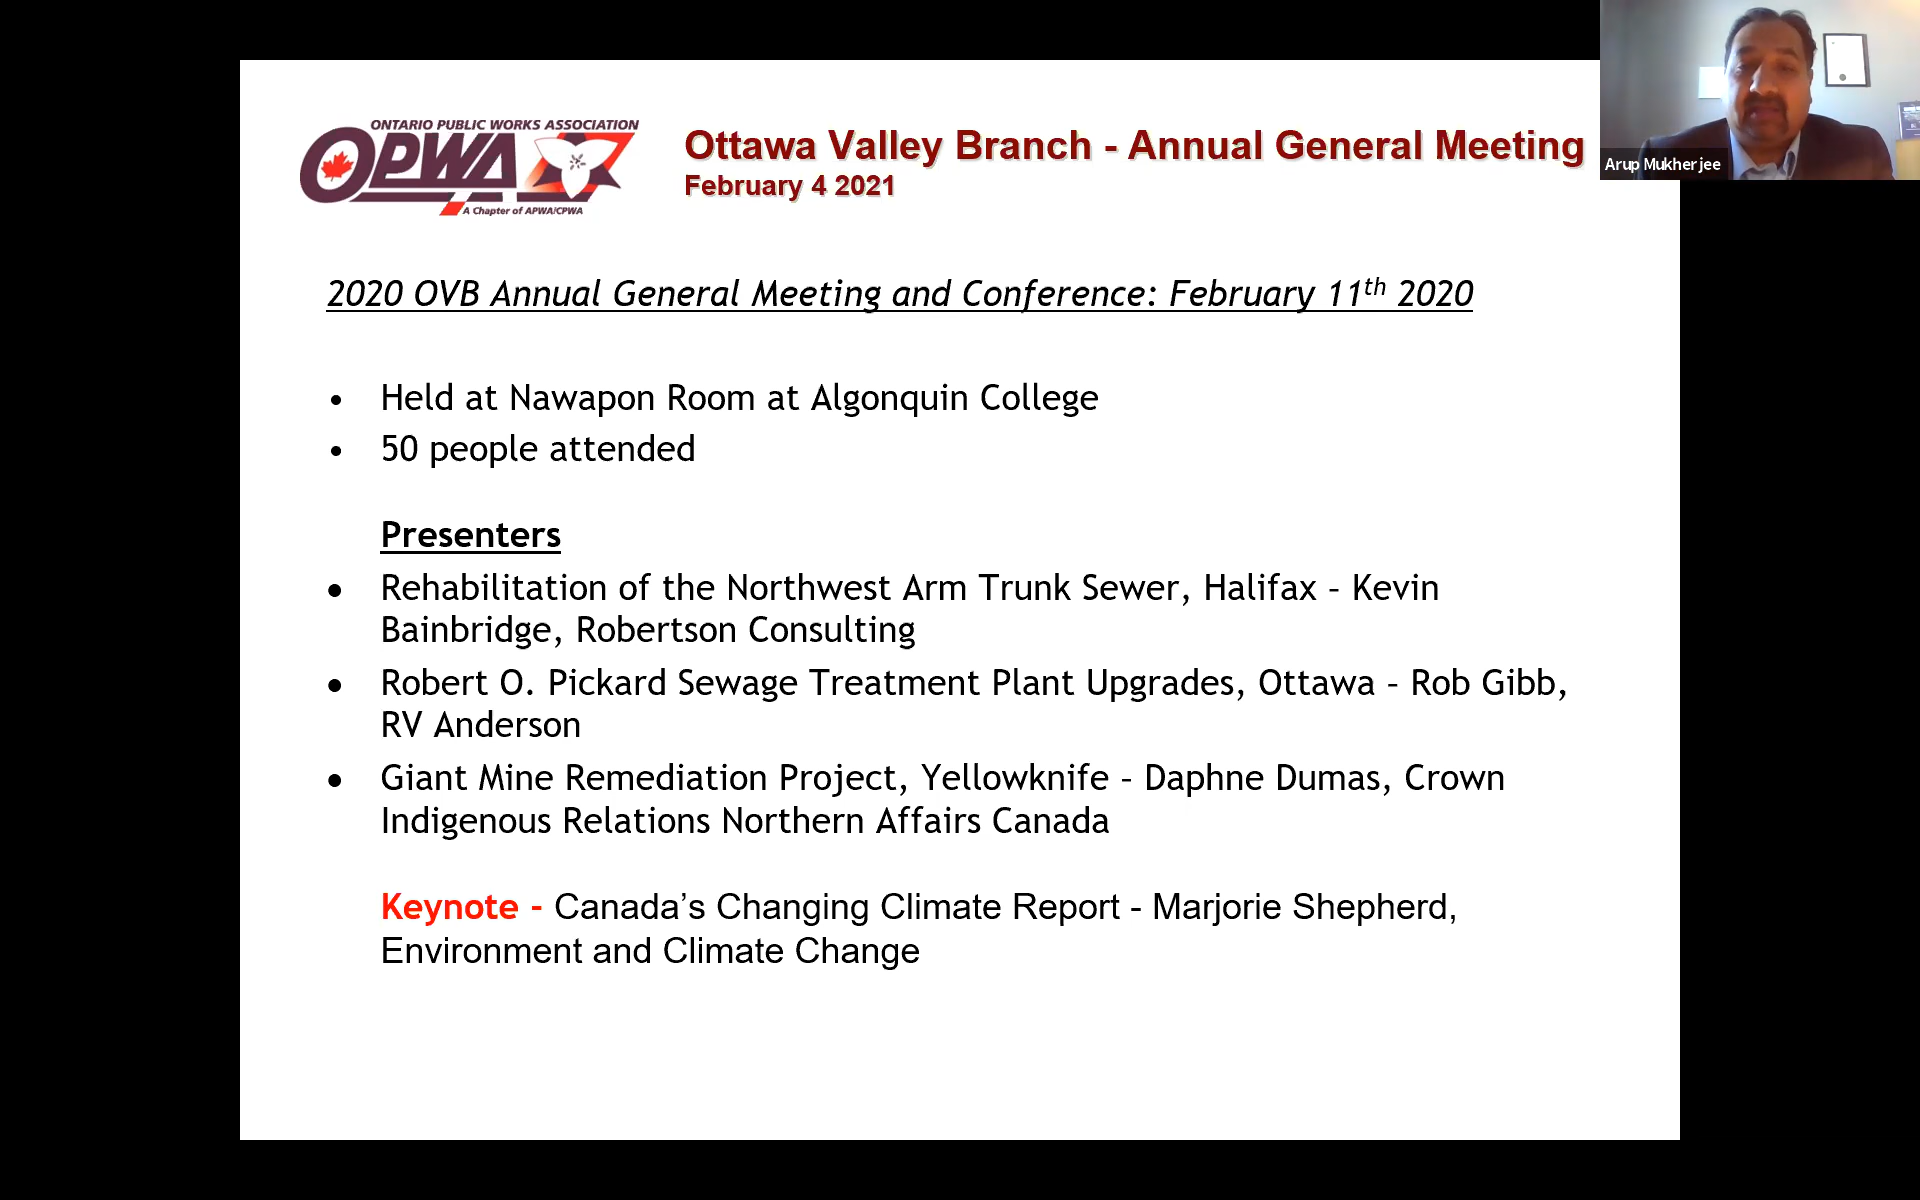 ONTARIO PUBLIC WORKS ASSOCIATION
OPWA
A Chapter of APWA/CPWA
Ottawa Valley Branch - Annual General Meeting
February 4 2021
Arup Mukherjee
2020 OVB Annual General Meeting and Conference: February 11th 2020
• Held at Nawapon Room at Algonquin College
• 50 people attended
Presenters
• Rehabilitation of the Northwest Arm Trunk Sewer, Halifax – Kevin
Bainbridge, Robertson Consulting
• Robert O. Pickard Sewage Treatment Plant Upgrades, Ottawa – Rob Gibb,
RV Anderson
• Giant Mine Remediation Project, Yellowknife – Daphne Dumas, Crown
Indigenous Relations Northern Affairs Canada
Keynote - Canada’s Changing Climate Report - Marjorie Shepherd,
Environment and Climate Change